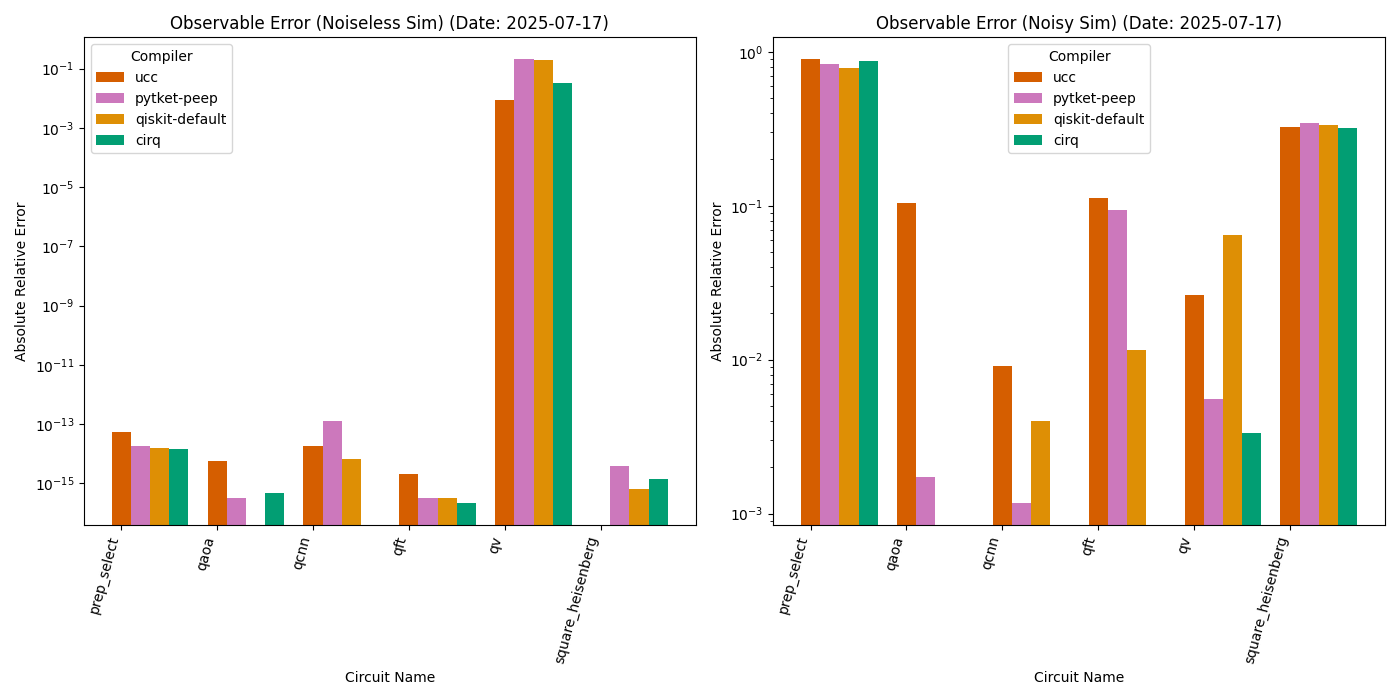 Observable Error (Noiseless Sim) (Date: 2025-07-17)
Absolute Relative Error
10⁻¹
10⁻³
10⁻⁵
10⁻⁷
10⁻⁹
10⁻¹¹
10⁻¹³
10⁻¹⁵
Compiler
ucc
pytket-peep
qiskit-default
cirq
prep_select
qaoa
qcnn
qft
qv
square_heisenberg
Circuit Name
Observable Error (Noisy Sim) (Date: 2025-07-17)
Absolute Relative Error
10⁰
10⁻¹
10⁻²
10⁻³
Compiler
ucc
pytket-peep
qiskit-default
cirq
prep_select
qaoa
qcnn
qft
qv
square_heisenberg
Circuit Name